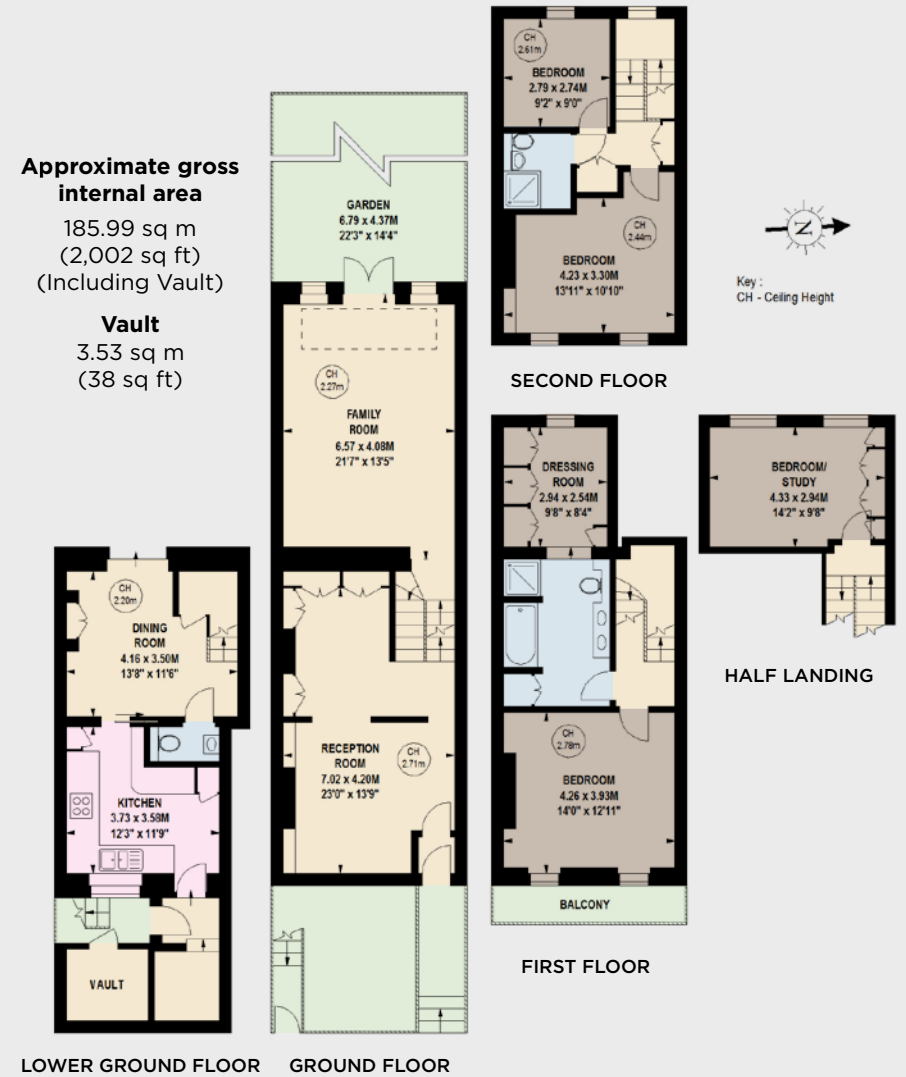 Approximate gross
internal area
185.99 sq m
(2,002 sq ft)
(Including Vault)
Vault
3.53 sq m
(38 sq ft)
GARDEN
6.79 x 4.37M
22'3" x 14'4"
CH
2.27m
FAMILY
ROOM
6.57 x 4.08M
21'7" x 13'5"
RECEPTION
ROOM
7.02 x 4.20M
23'0" x 13'9"
CH
2.71m
GROUND FLOOR
CH
2.20m
DINING
ROOM
4.16 x 3.50M
13'8" x 11'6"
KITCHEN
3.73 x 3.58M
12'3" x 11'9"
VAULT
LOWER GROUND FLOOR
CH
2.61m
BEDROOM
2.79 x 2.74M
9'2" x 9'0"
BEDROOM
4.23 x 3.30M
13'11" x 10'10"
CH
2.44m
SECOND FLOOR
N
Key :
CH - Ceiling Height
DRESSING
ROOM
2.94 x 2.54M
9'8" x 8'4"
CH
2.78m
BEDROOM
4.26 x 3.93M
14'0" x 12'11"
BALCONY
FIRST FLOOR
BEDROOM/
STUDY
4.33 x 2.94M
14'2" x 9'8"
HALF LANDING